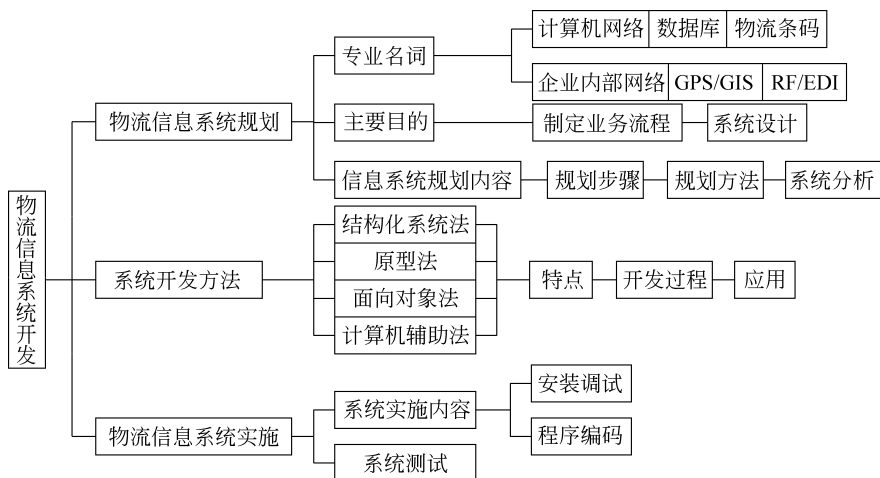 物流信息系统开发
物流信息系统规划
专业名词
计算机网络 数据库 物流条码
企业内部网络 GPS/GIS RF/EDI
主要目的
制定业务流程
系统设计
信息系统规划内容
规划步骤
规划方法
系统分析
系统开发方法
结构化系统法
原型法
面向对象法
计算机辅助法
特点
开发过程
应用
物流信息系统实施
系统实施内容
安装调试
程序编码
系统测试